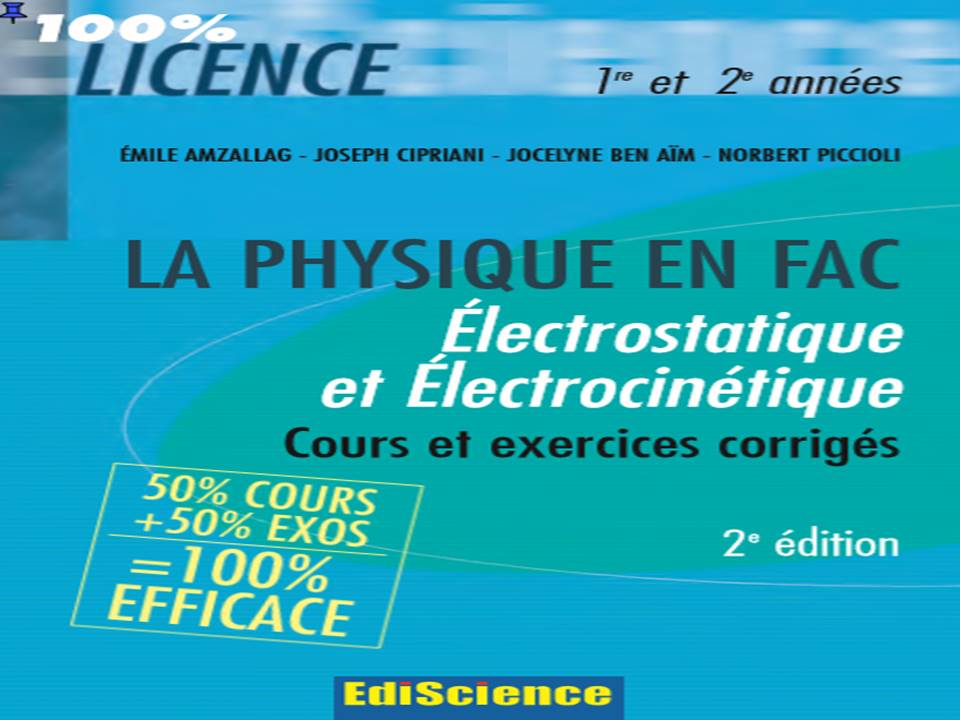 100%
LICENCE
1re et 2e années
ÉMILE AMZALLAG - JOSEPH CIPRIANI - JOCELYNE BEN AÏM - NORBERT PICCIOLI
LA PHYSIQUE EN FAC
Électrostatique
et Électrocinétique
Cours et exercices corrigés
50% COURS
+50% EXOS
=100%
EFFICACE
2e édition
EdiScience